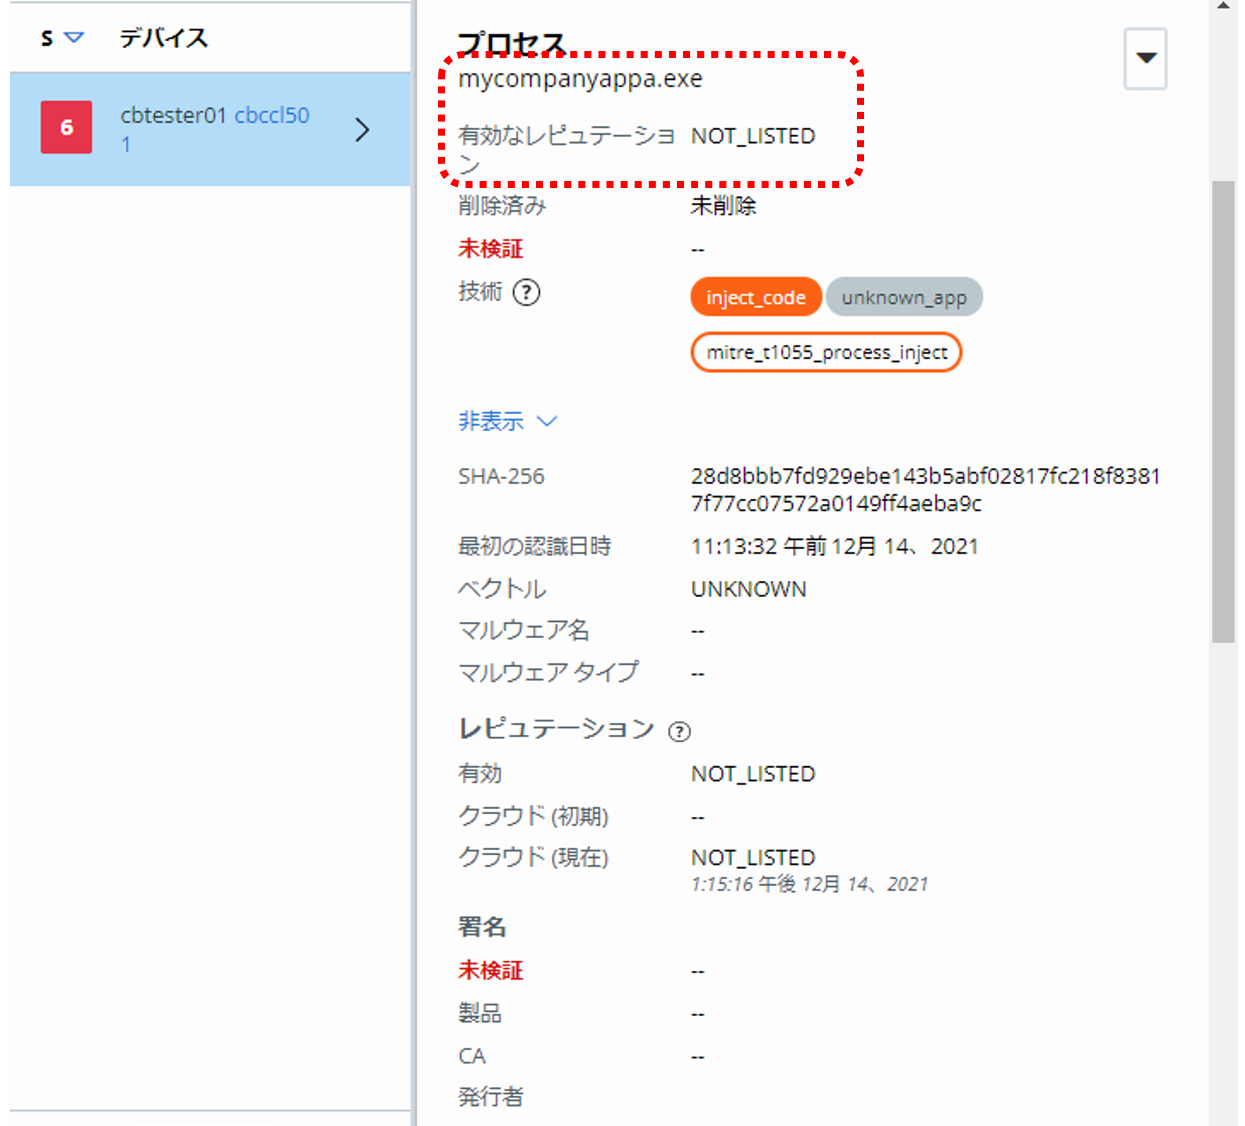 S デバイス
6 cbtester01 cbccl50
1
プロセス
mycompanyappa.exe
有効なレピュテーショ NOT_LISTED
ン
削除済み 未削除
未検証 --
技術 ? inject_code unknown_app
mitre_t1055_process_inject
非表示
SHA-256 28d8bbb7fd929ebe143b5abf02817fc218f8381
7f77cc07572a0149ff4aeba9c
最初の認識日時 11:13:32 午前 12月 14、2021
ベクトル UNKNOWN
マルウェア名 --
マルウェア タイプ --
レピュテーション ?
有効 NOT_LISTED
クラウド (初期) --
クラウド (現在) NOT_LISTED
1:15:16 午後 12月 14、2021
署名
未検証 --
製品 --
CA --
発行者